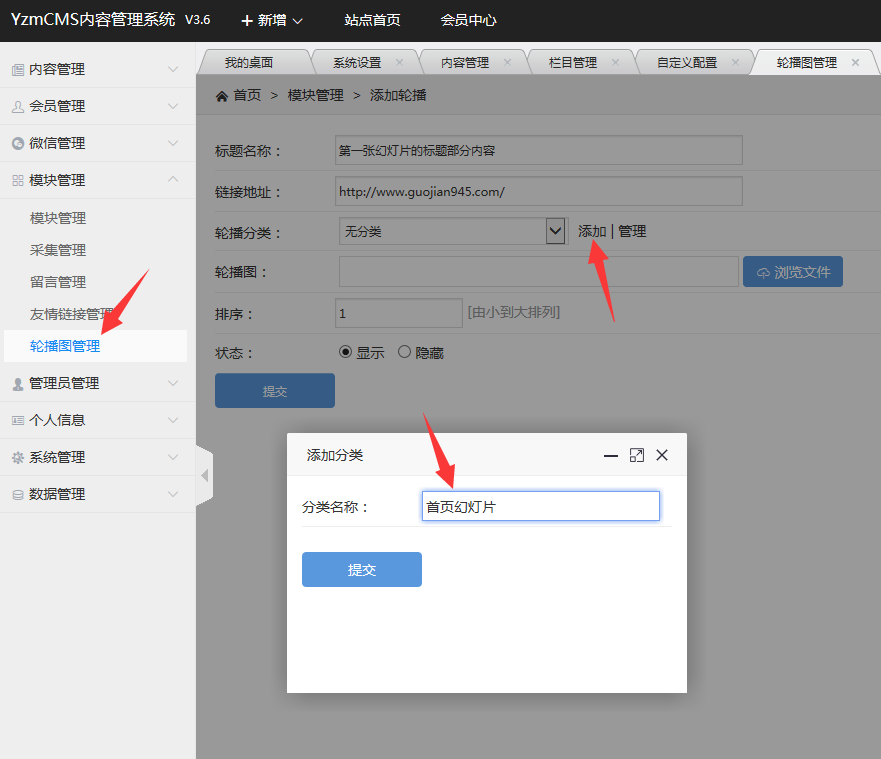 YzmCMS内容管理系统 V3.6 + 新增 站点首页 会员中心
我的桌面 系统设置 内容管理 栏目管理 自定义配置 轮播图管理
首页 > 模块管理 > 添加轮播
内容管理
会员管理
微信管理
模块管理
模块管理
采集管理
留言管理
友情链接管理
轮播图管理
管理员管理
个人信息
系统管理
数据管理
标题名称： 第一张幻灯片的标题部分内容
链接地址： http://www.guojian945.com/
轮播分类： 无分类 添加 | 管理
轮播图： 浏览文件
排序： 1 [由小到大排列]
状态： 显示 隐藏
提交
添加分类
分类名称： 首页幻灯片
提交